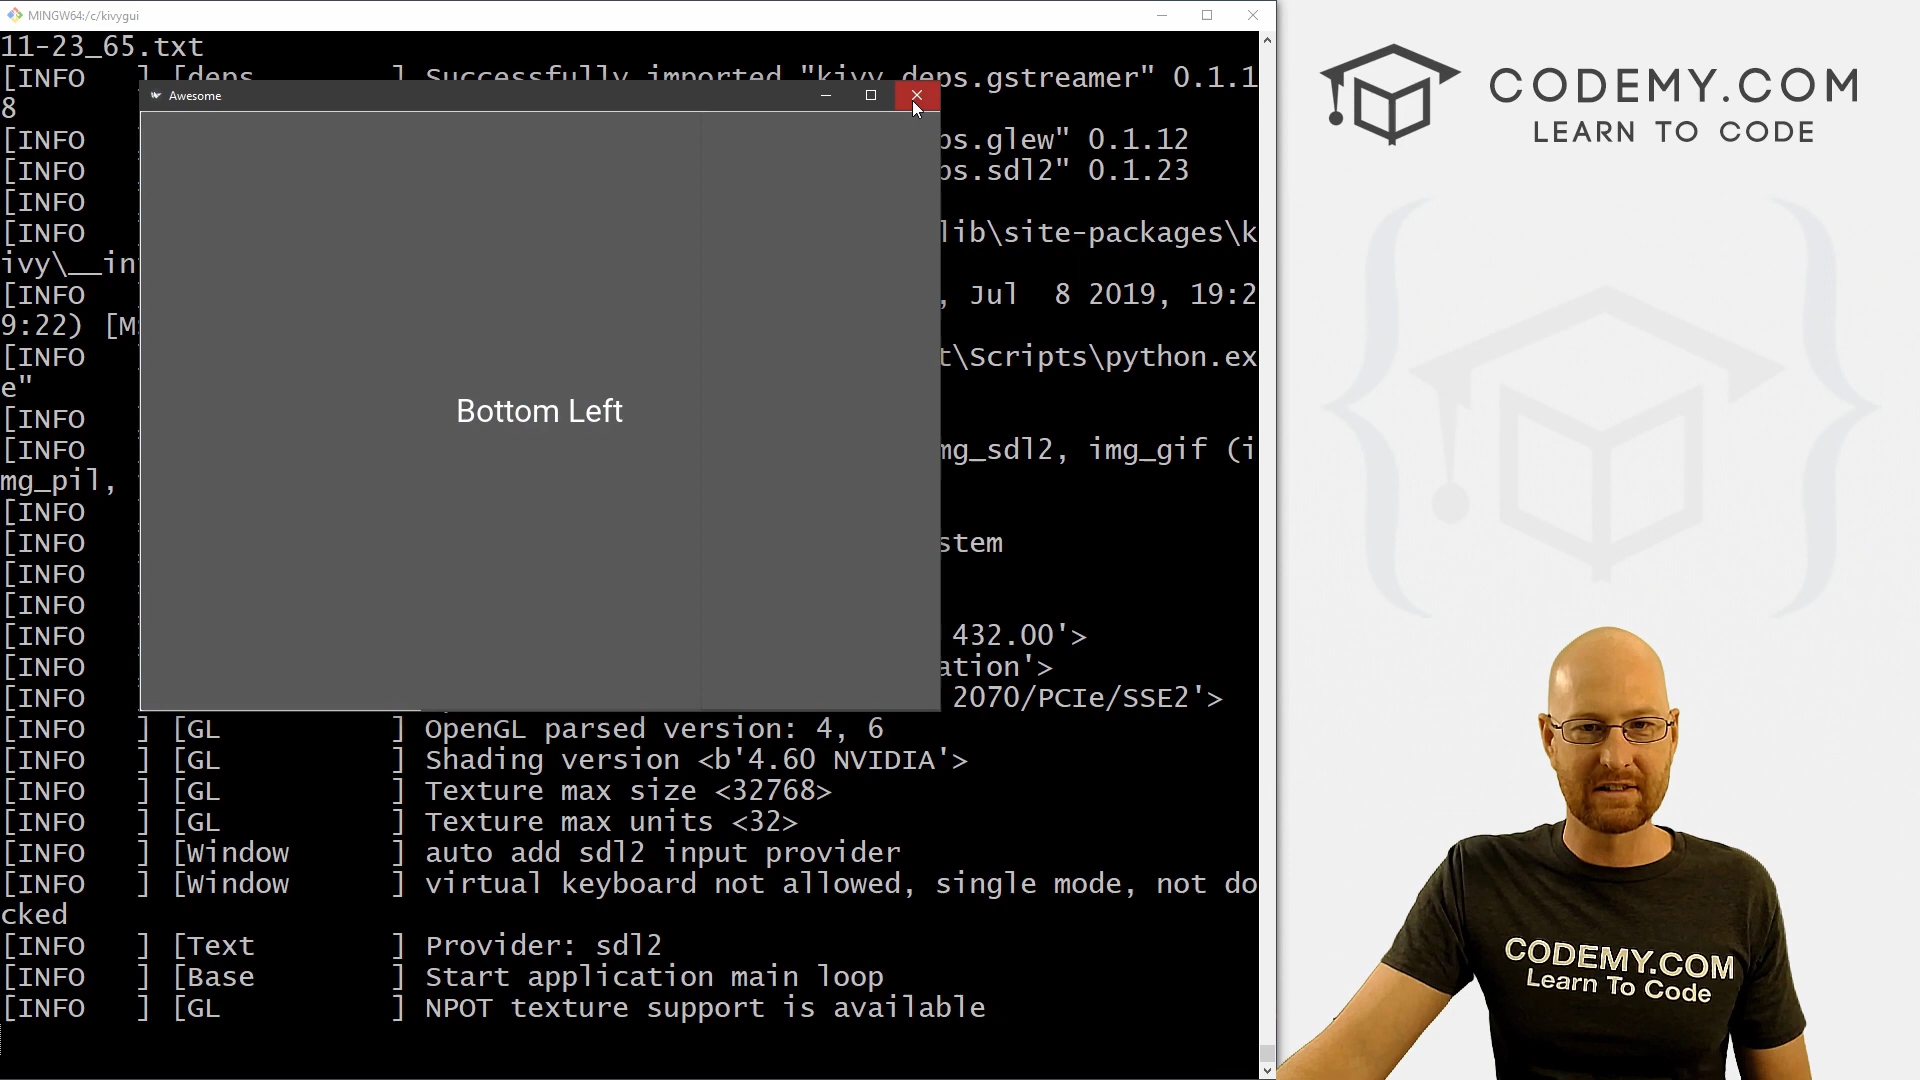 MINGW64:/c/kivygui
11-23_65.txt
[INFO   ] [deps        ] Successfully imported "kivy_deps.gstreamer" 0.1.1
8
[INFO ps.glew" 0.1.12
[INFO ps.sdl2" 0.1.23
[INFO
[INFO lib\site-packages\k
ivy\__in
[INFO , Jul  8 2019, 19:2
9:22) [M
[INFO t\Scripts\python.ex
e"
[INFO
[INFO mg_sdl2, img_gif (i
mg_pil,
[INFO
[INFO stem
[INFO
[INFO
[INFO 432.00'>
[INFO ation'>
[INFO 2070/PCIe/SSE2'>
[INFO   ] [GL          ] OpenGL parsed version: 4, 6
[INFO   ] [GL          ] Shading version <b'4.60 NVIDIA'>
[INFO   ] [GL          ] Texture max size <32768>
[INFO   ] [GL          ] Texture max units <32>
[INFO   ] [Window      ] auto add sdl2 input provider
[INFO   ] [Window      ] virtual keyboard not allowed, single mode, not do
cked
[INFO   ] [Text        ] Provider: sdl2
[INFO   ] [Base        ] Start application main loop
[INFO   ] [GL          ] NPOT texture support is available
Awesome
Bottom Left
CODEMY.COM
LEARN TO CODE
CODEMY.COM
Learn To Code